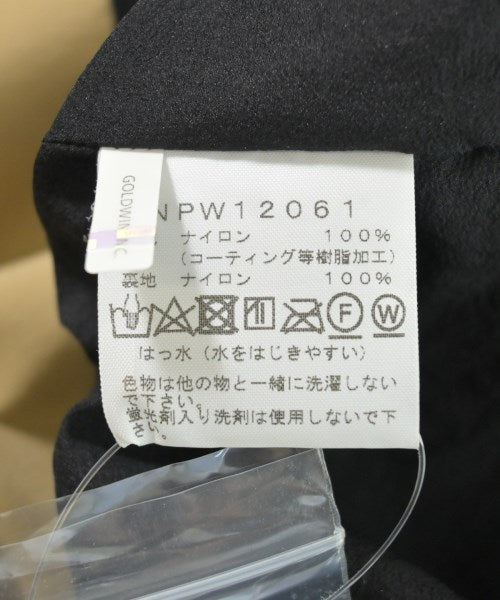 GOLDWIN INC
NPW12061
ナイロン 100%
(コーティング等樹脂加工)
裏地 ナイロン 100%
F W
はっ水 (水をはじきやすい)
色物は他の物と一緒に洗濯しない
で下さい。
蛍光剤入り洗剤は使用しないで下
さい。